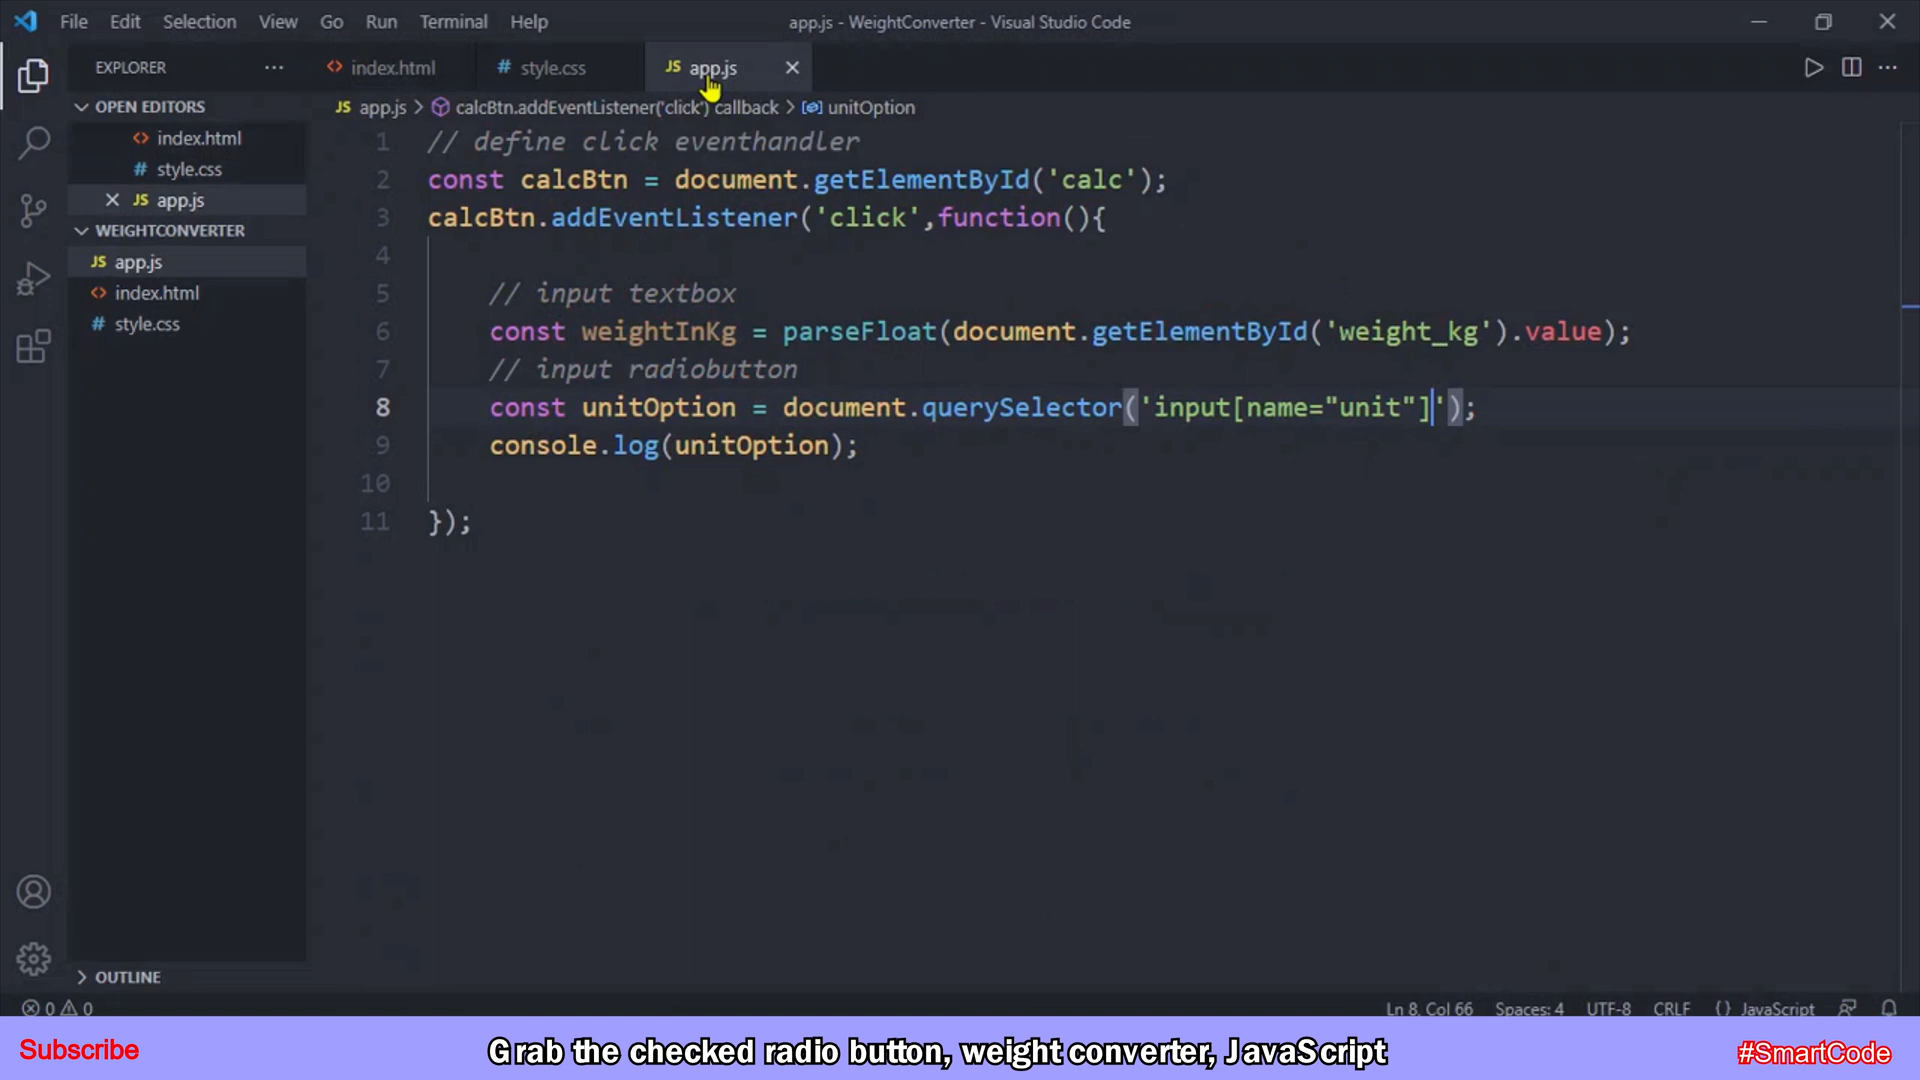 File Edit Selection View Go Run Terminal Help
app.js - WeightConverter - Visual Studio Code
EXPLORER
index.html
style.css
JS app.js
OPEN EDITORS
index.html
style.css
JS app.js
WEIGHTCONVERTER
JS app.js
index.html
style.css
OUTLINE
JS app.js > calcBtn.addEventListener('click') callback > unitOption
1 // define click eventhandler
2 const calcBtn = document.getElementById('calc');
3 calcBtn.addEventListener('click',function(){
4
5 // input textbox
6 const weightInKg = parseFloat(document.getElementById('weight_kg').value);
7 // input radiobutton
8 const unitOption = document.querySelector('input[name="unit"]');
9 console.log(unitOption);
10
11 });
0 0
Ln 8, Col 66 Spaces: 4 UTF-8 CRLF {} JavaScript
Subscribe
Grab the checked radio button, weight converter, JavaScript
#SmartCode